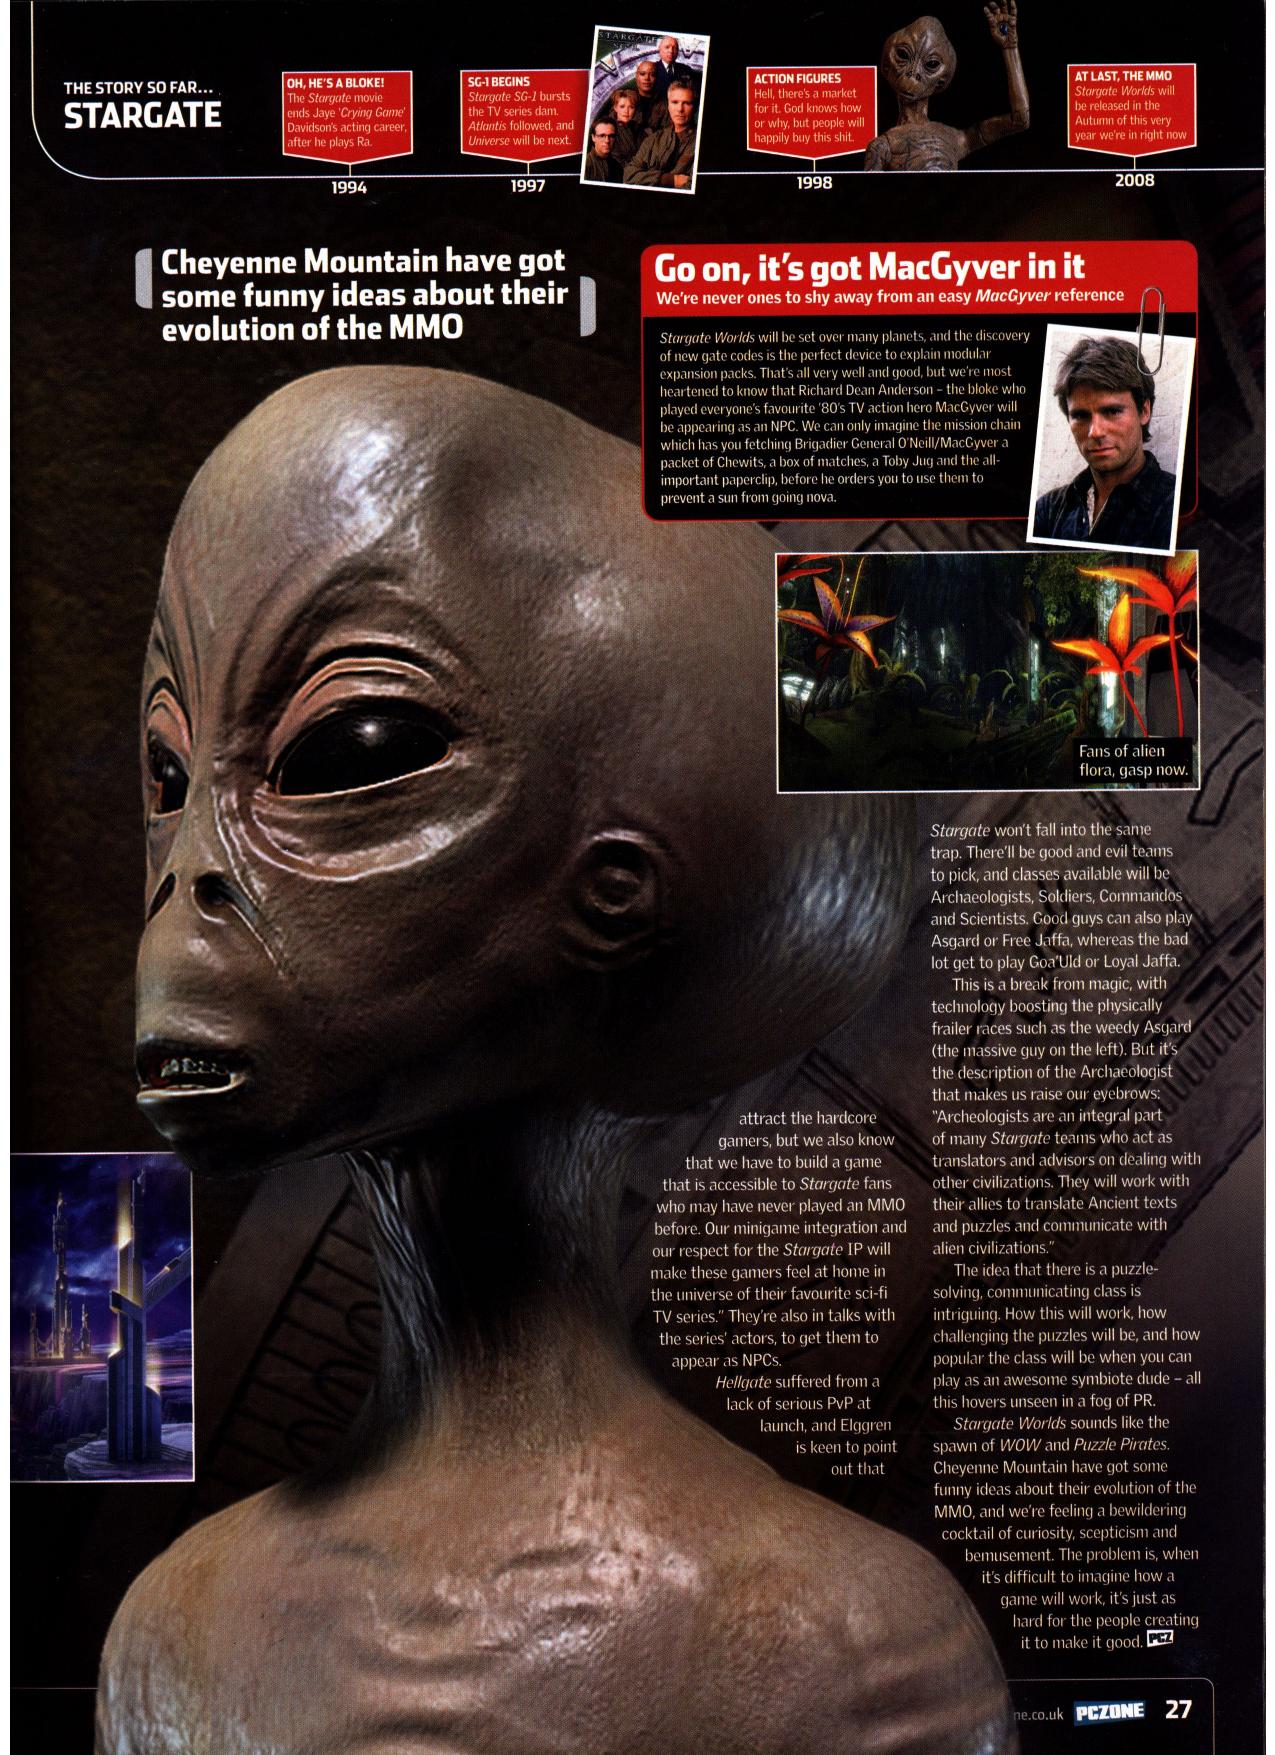 THE STORY SO FAR...
STARGATE
OH, HE'S A BLOKE!
The Stargate movie
ends Jaye 'Crying Game'
Davidson's acting career,
after he plays Ra.
1994
SG-1 BEGINS
Stargate SG-1 bursts
the TV series dam.
Atlantis followed, and
Universe will be next.
1997
STARGATE
ACTION FIGURES
Hell, there's a market
for it. God knows how
or why, but people will
happily buy this shit.
1998
AT LAST, THE MMO
Stargate Worlds will
be released in the
Autumn of this very
year we're in right now
2008
Cheyenne Mountain have got
some funny ideas about their
evolution of the MMO
Go on, it's got MacGyver in it
We're never ones to shy away from an easy MacGyver reference
Stargate Worlds will be set over many planets, and the discovery
of new gate codes is the perfect device to explain modular
expansion packs. That's all very well and good, but we're most
heartened to know that Richard Dean Anderson – the bloke who
played everyone's favourite '80's TV action hero MacGyver will
be appearing as an NPC. We can only imagine the mission chain
which has you fetching Brigadier General O'Neill/MacGyver a
packet of Chewits, a box of matches, a Toby Jug and the all-
important paperclip, before he orders you to use them to
prevent a sun from going nova.
Fans of alien
flora, gasp now.
attract the hardcore
gamers, but we also know
that we have to build a game
that is accessible to Stargate fans
who may have never played an MMO
before. Our minigame integration and
our respect for the Stargate IP will
make these gamers feel at home in
the universe of their favourite sci-fi
TV series." They're also in talks with
the series' actors, to get them to
appear as NPCs.
Hellgate suffered from a
lack of serious PvP at
launch, and Elggren
is keen to point
out that
Stargate won't fall into the same
trap. There'll be good and evil teams
to pick, and classes available will be
Archaeologists, Soldiers, Commandos
and Scientists. Good guys can also play
Asgard or Free Jaffa, whereas the bad
lot get to play Goa'Uld or Loyal Jaffa.
This is a break from magic, with
technology boosting the physically
frailer races such as the weedy Asgard
(the massive guy on the left). But it's
the description of the Archaeologist
that makes us raise our eyebrows:
"Archeologists are an integral part
of many Stargate teams who act as
translators and advisors on dealing with
other civilizations. They will work with
their allies to translate Ancient texts
and puzzles and communicate with
alien civilizations."
The idea that there is a puzzle-
solving, communicating class is
intriguing. How this will work, how
challenging the puzzles will be, and how
popular the class will be when you can
play as an awesome symbiote dude – all
this hovers unseen in a fog of PR.
Stargate Worlds sounds like the
spawn of WOW and Puzzle Pirates.
Cheyenne Mountain have got some
funny ideas about their evolution of the
MMO, and we're feeling a bewildering
cocktail of curiosity, scepticism and
bemusement. The problem is, when
it's difficult to imagine how a
game will work, it's just as
hard for the people creating
it to make it good. PCZ
ne.co.uk PCZONE 27